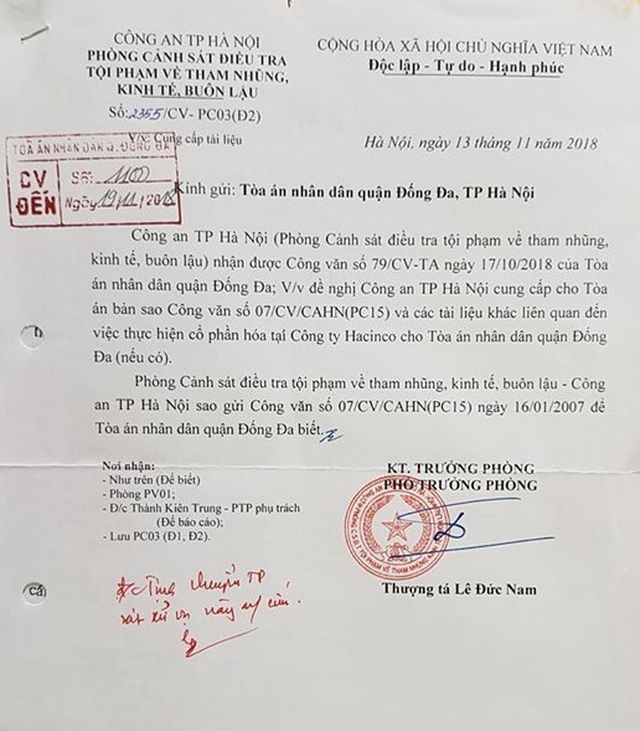 CÔNG AN TP HÀ NỘI
PHÒNG CẢNH SÁT ĐIỀU TRA
TỘI PHẠM VỀ THAM NHŨNG,
KINH TẾ, BUÔN LẬU
Số:2355/CV- PC03(Đ2)
V/v: Cung cấp tài liệu
CỘNG HÒA XÃ HỘI CHỦ NGHĨA VIỆT NAM
Độc lập - Tự do - Hạnh phúc
Hà Nội, ngày 13 tháng 11 năm 2018
TOÀ ÁN NHÂN DÂN Q.ĐỐNG ĐA
CV ĐẾN
Số: 1100
Ngày 19/11/2018
Kính gửi: Tòa án nhân dân quận Đống Đa, TP Hà Nội
Công an TP Hà Nội (Phòng Cảnh sát điều tra tội phạm về tham nhũng,
kinh tế, buôn lậu) nhận được Công văn số 79/CV-TA ngày 17/10/2018 của Tòa
án nhân dân quận Đống Đa; V/v đề nghị Công an TP Hà Nội cung cấp cho Tòa
án bản sao Công văn số 07/CV/CAHN(PC15) và các tài liệu khác liên quan đến
việc thực hiện cổ phần hóa tại Công ty Hacinco cho Tòa án nhân dân quận Đống
Đa (nếu có).
Phòng Cảnh sát điều tra tội phạm về tham nhũng, kinh tế, buôn lậu - Công
an TP Hà Nội sao gửi Công văn số 07/CV/CAHN(PC15) ngày 16/01/2007 để
Tòa án nhân dân quận Đống Đa biết.
Nơi nhận:
- Như trên (Để biết)
- Phòng PV01;
- Đ/c Thành Kiên Trung - PTP phụ trách
(Để báo cáo);
- Lưu PC03 (Đ1, Đ2).
KT. TRƯỞNG PHÒNG
PHÓ TRƯỞNG PHÒNG
Thượng tá Lê Đức Nam
chuyển TP